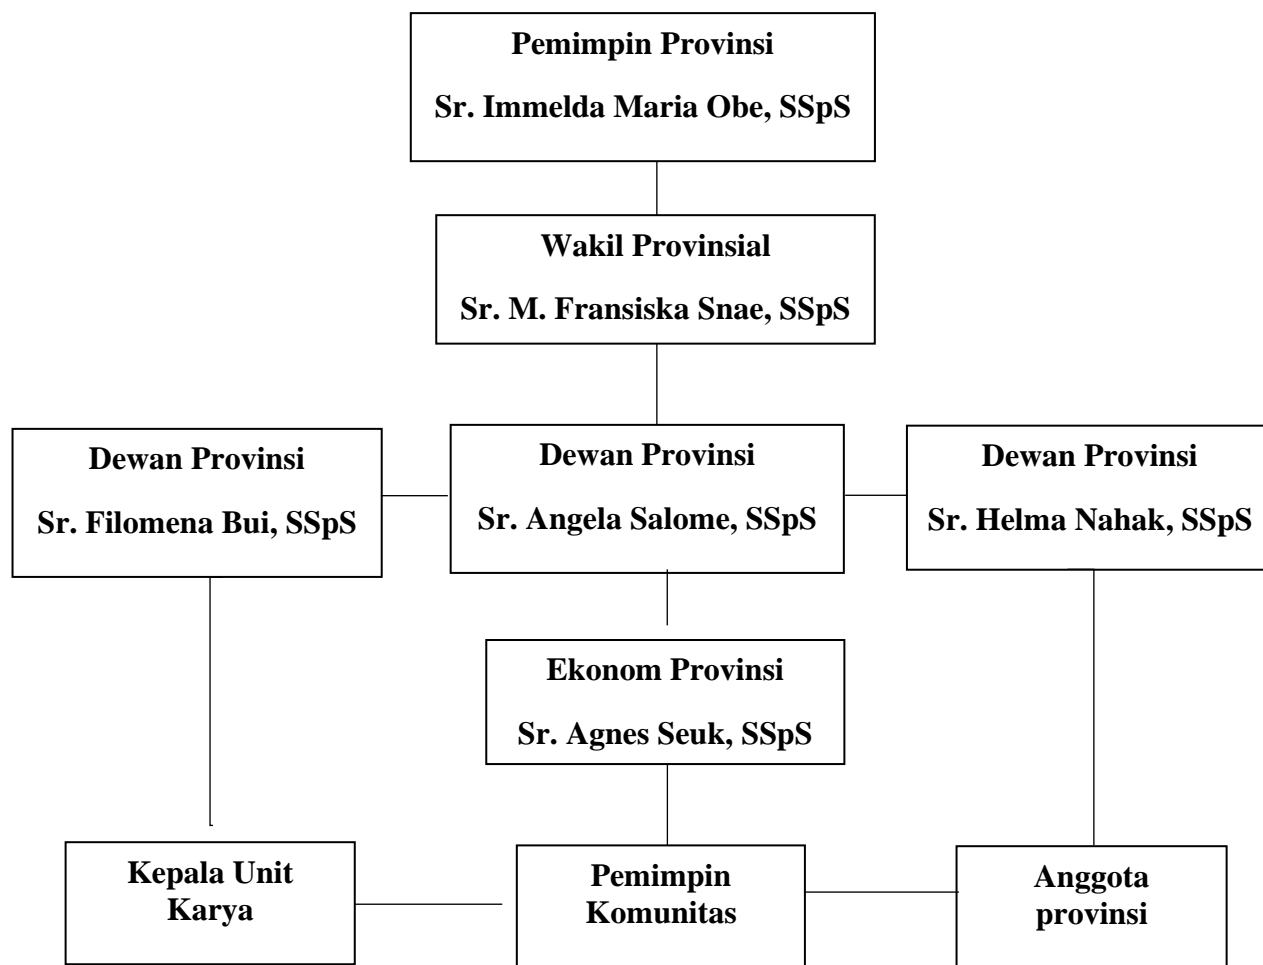 Pemimpin Provinsi
Sr. Immelda Maria Obe, SSpS
Wakil Provinsial
Sr. M. Fransiska Snae, SSpS
Dewan Provinsi
Sr. Filomena Bui, SSpS
Dewan Provinsi
Sr. Angela Salome, SSpS
Dewan Provinsi
Sr. Helma Nahak, SSpS
Ekonom Provinsi
Sr. Agnes Seuk, SSpS
Kepala Unit
Karya
Pemimpin
Komunitas
Anggota
provinsi